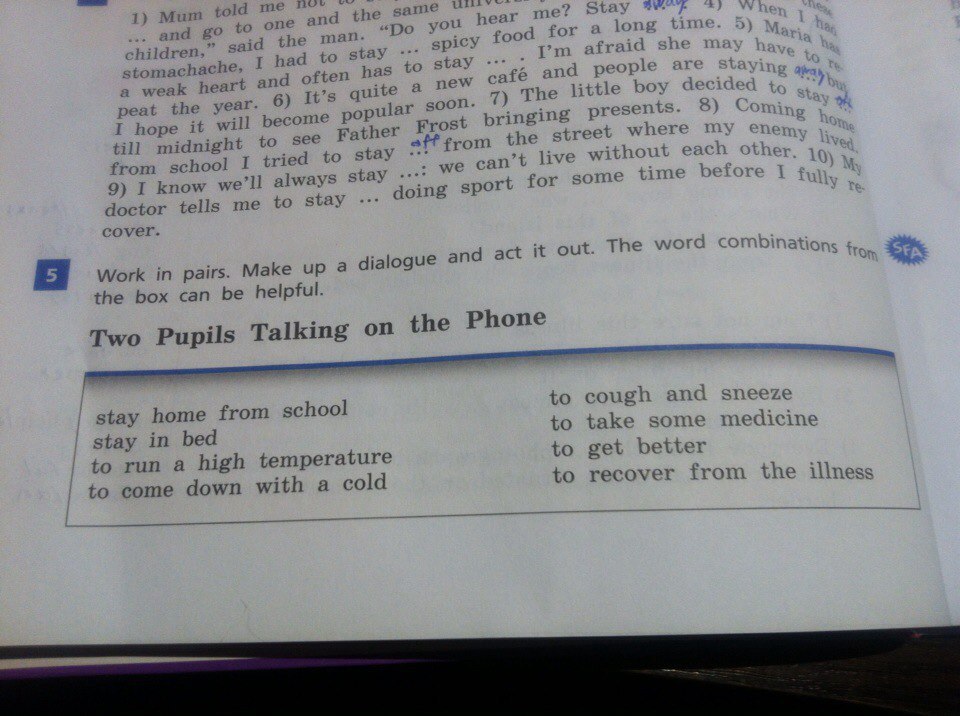 1) Mum told me not to
... and go to one and the same
children,” said the man. “Do you hear me? Stay away 4) When I had
stomachache, I had to stay ... spicy food for a long time. 5) Maria has
a weak heart and often has to stay ... . I’m afraid she may have to re-
peat the year. 6) It’s quite a new café and people are staying away but
I hope it will become popular soon. 7) The little boy decided to stay
till midnight to see Father Frost bringing presents. 8) Coming home
from school I tried to stay off ... from the street where my enemy lived.
9) I know we’ll always stay ...: we can’t live without each other. 10) My
doctor tells me to stay ... doing sport for some time before I fully re-
cover.
5
Work in pairs. Make up a dialogue and act it out. The word combinations from
the box can be helpful.
SFA
Two Pupils Talking on the Phone
stay home from school
stay in bed
to run a high temperature
to come down with a cold
to cough and sneeze
to take some medicine
to get better
to recover from the illness